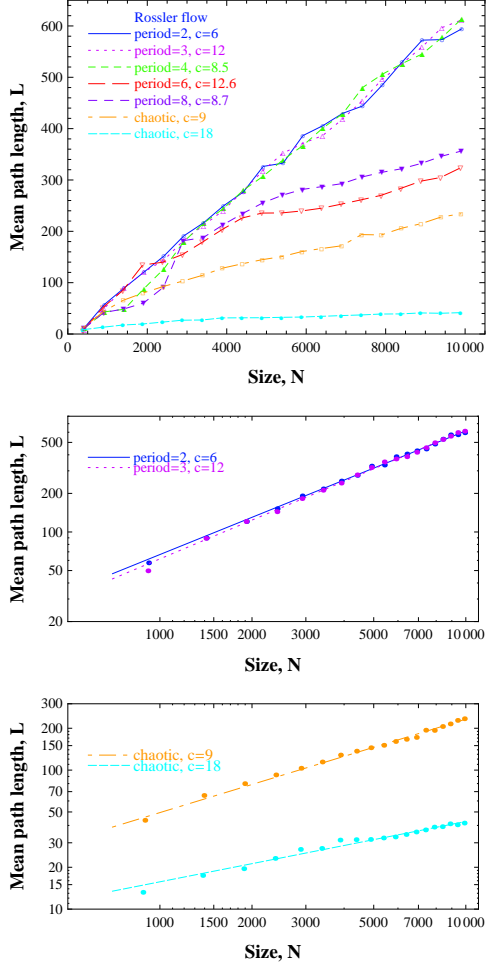 Rossler flow
period=2, c=6
period=3, c=12
period=4, c=8.5
period=6, c=12.6
period=8, c=8.7
chaotic, c=9
chaotic, c=18
600
500
400
300
200
100
0
Mean path length, L
0 2000 4000 6000 8000 10 000
Size, N
period=2, c=6
period=3, c=12
500
200
100
50
20
Mean path length, L
1000 1500 2000 3000 5000 7000 10 000
Size, N
chaotic, c=9
chaotic, c=18
300
200
150
100
70
50
30
20
15
10
Mean path length, L
1000 1500 2000 3000 5000 7000 10 000
Size, N